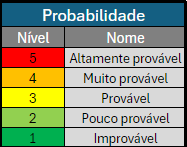 Probabilidade
Nível Nome
5 Altamente provável
4 Muito provável
3 Provável
2 Pouco provável
1 Improvável